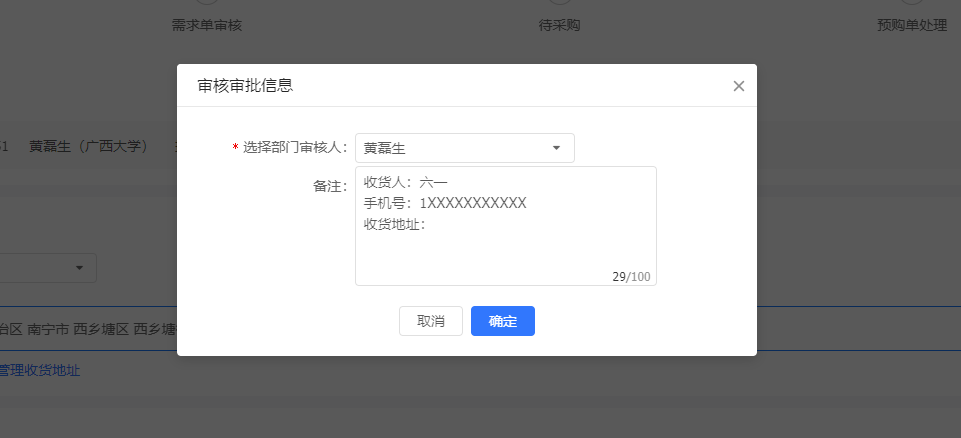 需求单审核 待采购 预购单处理
审核审批信息
黄磊生（广西大学）
* 选择部门审核人： 黄磊生
备注：
收货人：六一
手机号：1XXXXXXXXXXX
收货地址：
29/100
取消 确定
治区 南宁市 西乡塘区 西乡塘
管理收货地址